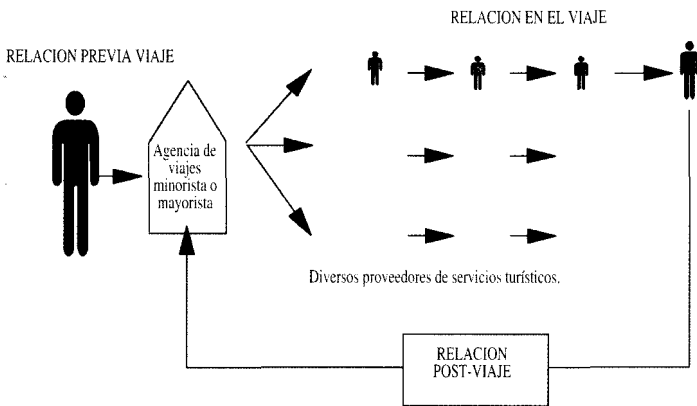 RELACION EN EL VIAJE
RELACION PREVIA VIAJE
Agencia de
viajes
minorista o
mayorista
Diversos proveedores de servicios turísticos.
RELACION
POST-VIAJE